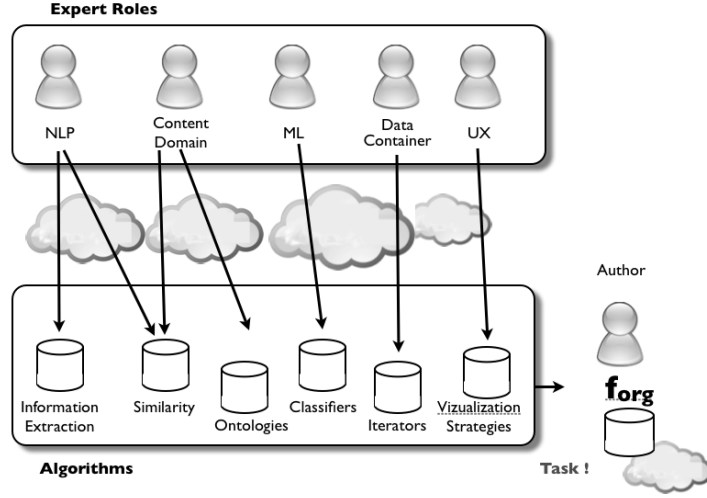 Expert Roles
NLP
Content
Domain
ML
Data
Container
UX
Author
Information
Extraction
Similarity
Ontologies
Classifiers
Iterators
Vizualization
Strategies
forg
Algorithms
Task !